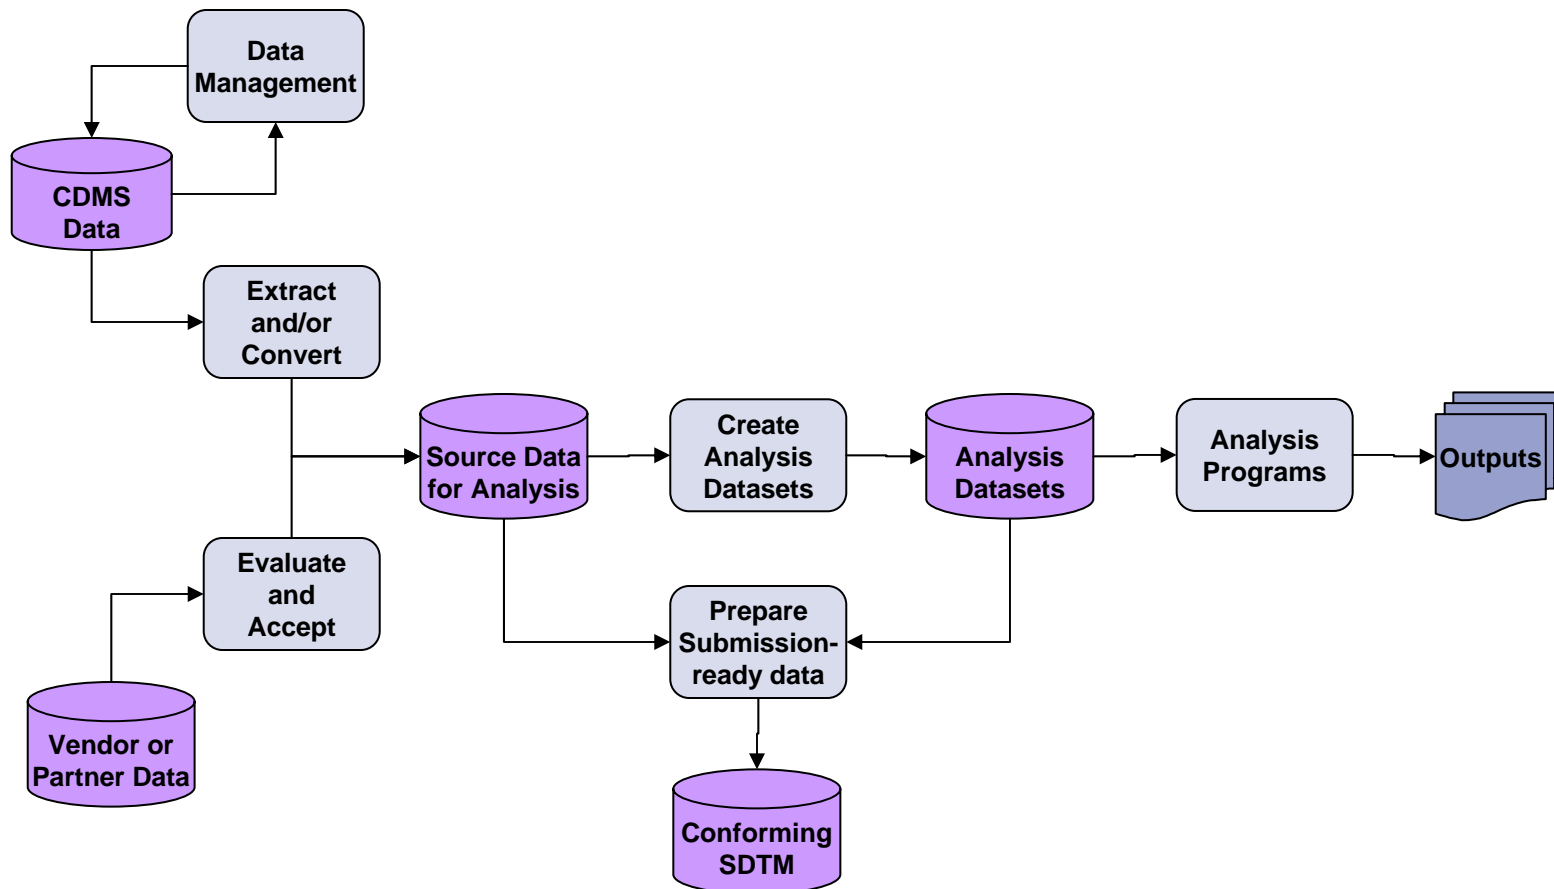 Data
Management
CDMS
Data
Extract
and/or
Convert
Source Data
for Analysis
Create
Analysis
Datasets
Analysis
Datasets
Analysis
Programs
Outputs
Evaluate
and
Accept
Prepare
Submission-
ready data
Vendor or
Partner Data
Conforming
SDTM